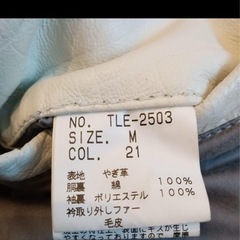 NO. TLE-2503
SIZE. M
COL. 21
表地 やぎ革
胴裏 綿 100%
袖裏 ポリエステル 100%
衿取り外しファー
毛皮